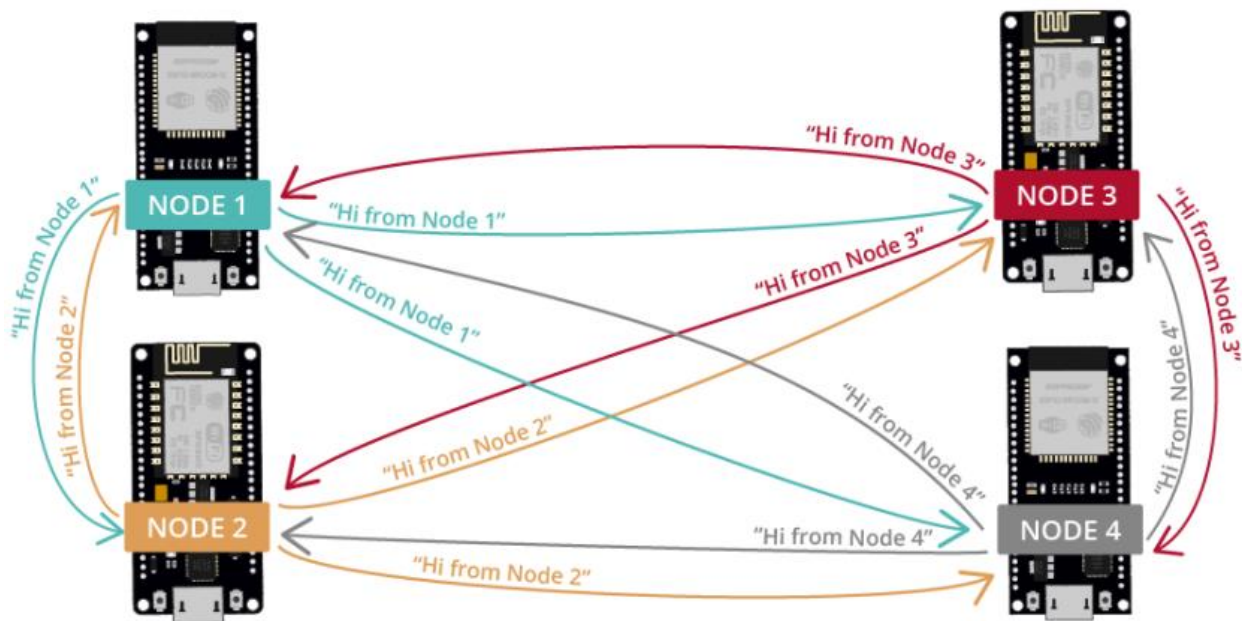 "Hi from Node 3"
NODE 1
NODE 3
"Hi from Node 1"
"Hi from Node 1"
"Hi from Node 3"
"Hi from Node 3"
"Hi from Node 1"
"Hi from Node 2"
"Hi from Node 4"
"Hi from Node 2"
"Hi from Node 4"
NODE 2
NODE 4
"Hi from Node 4"
"Hi from Node 2"